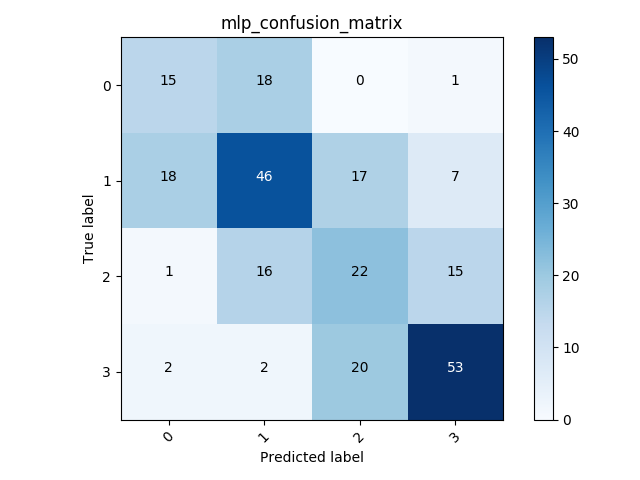 mlp_confusion_matrix
0 15 18 0 1
1 18 46 17 7
2 1 16 22 15
3 2 2 20 53
0 1 2 3
True label
Predicted label
50
40
30
20
10
0